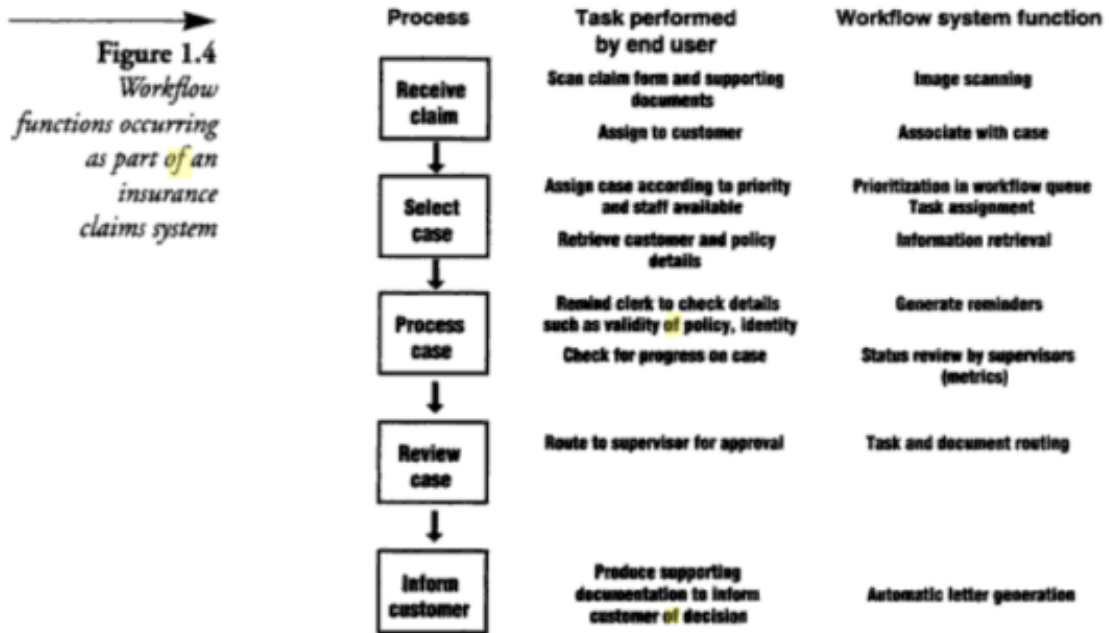 Figure 1.4
Workflow
functions occurring
as part of an
insurance
claims system
Process
Task performed
by end user
Workflow system function
Receive
claim
Scan claim form and supporting
documents
Image scanning
Assign to customer
Associate with case
Select
case
Assign case according to priority
and staff available
Prioritization in workflow queue
Task assignment
Retrieve customer and policy
details
Information retrieval
Process
case
Remind clerk to check details
such as validity of policy, identity
Generate reminders
Check for progress on case
Status review by supervisors
(metrics)
Review
case
Route to supervisor for approval
Task and document routing
Inform
customer
Produce supporting
documentation to inform
customer of decision
Automatic letter generation